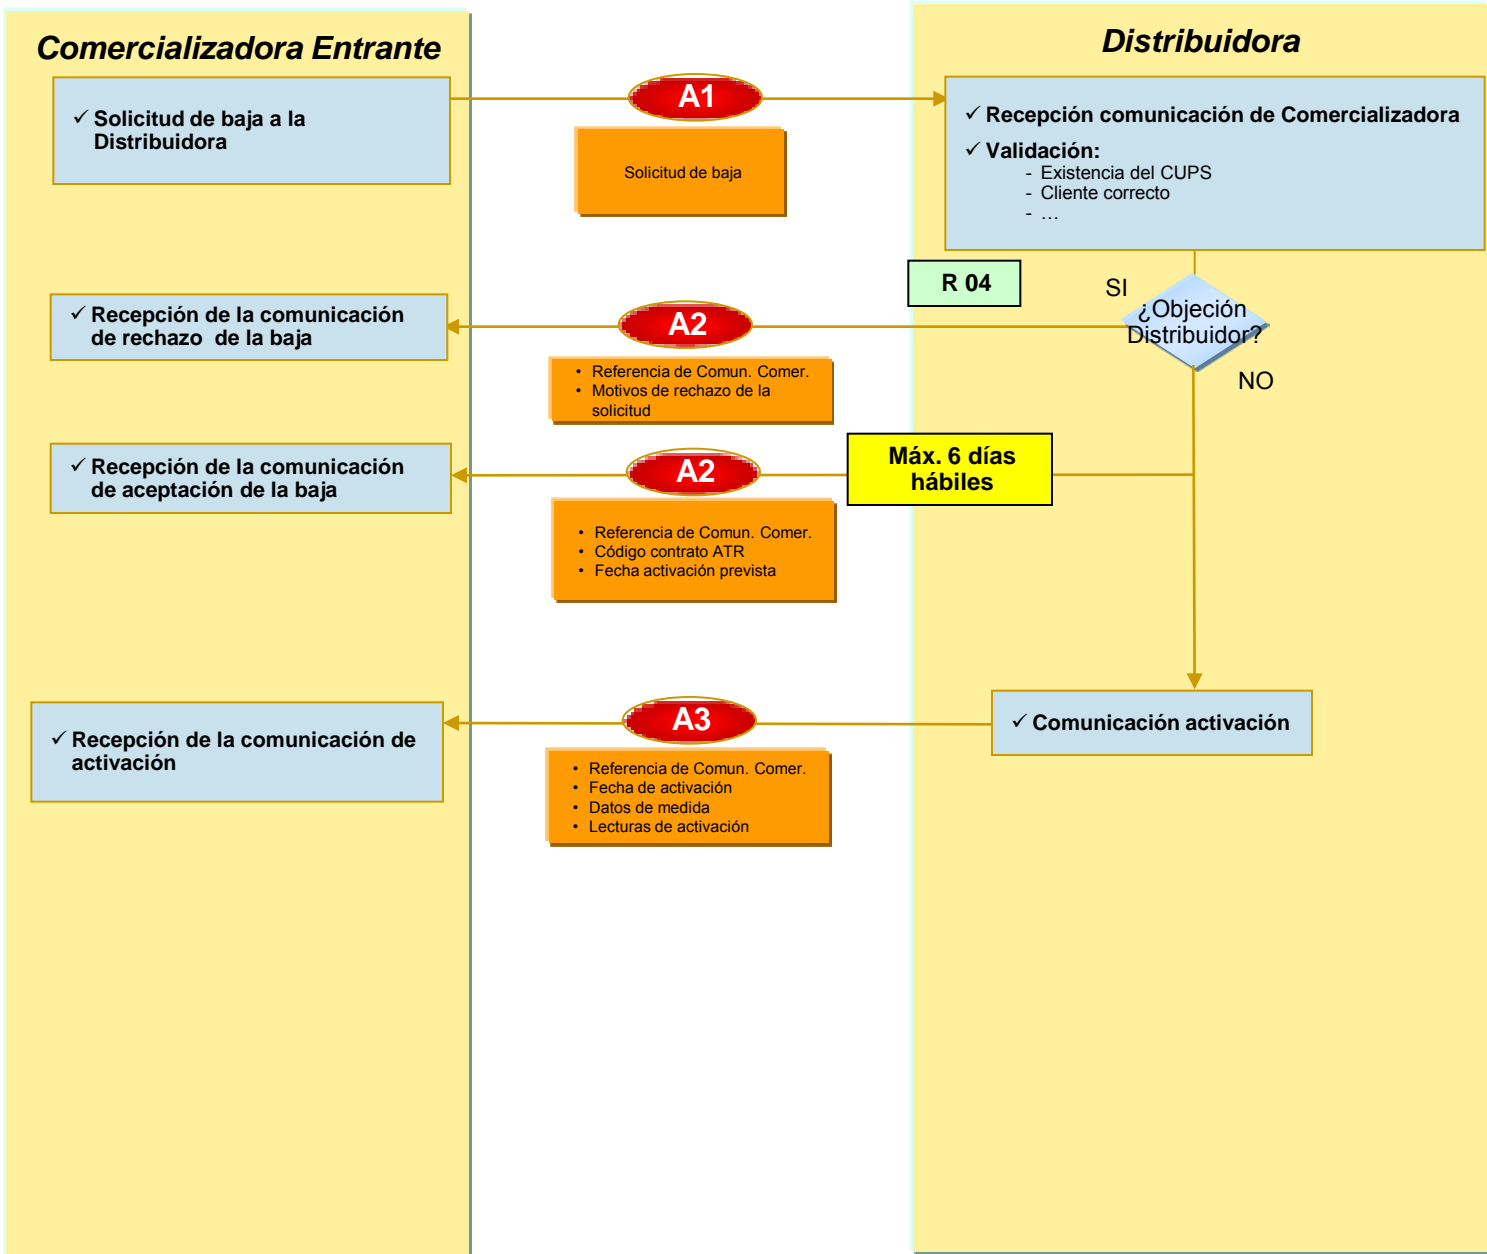 Comercializadora Entrante
Distribuidora
✓ Solicitud de baja a la
Distribuidora
A1
Solicitud de baja
✓ Recepción comunicación de Comercializadora
✓ Validación:
- Existencia del CUPS
- Cliente correcto
- …
R 04
SI
¿Objeción
Distribuidor?
NO
✓ Recepción de la comunicación
de rechazo de la baja
A2
• Referencia de Comun. Comer.
• Motivos de rechazo de la
solicitud
✓ Recepción de la comunicación
de aceptación de la baja
A2
Máx. 6 días
hábiles
• Referencia de Comun. Comer.
• Código contrato ATR
• Fecha activación prevista
✓ Recepción de la comunicación de
activación
A3
✓ Comunicación activación
• Referencia de Comun. Comer.
• Fecha de activación
• Datos de medida
• Lecturas de activación